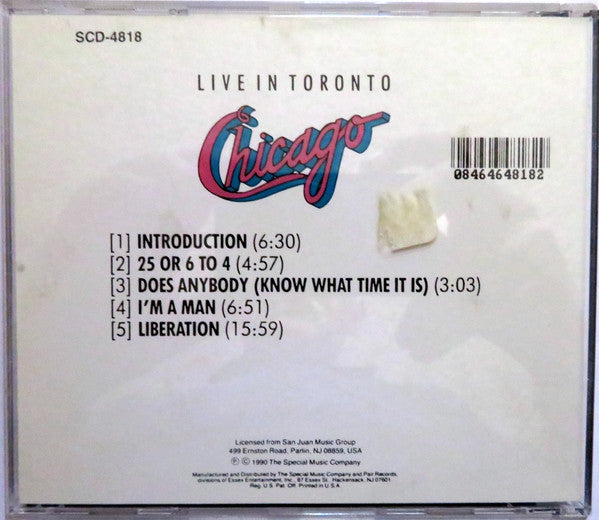 SCD-4818
LIVE IN TORONTO
Chicago
08464648182
[1] INTRODUCTION (6:30)
[2] 25 OR 6 TO 4 (4:57)
[3] DOES ANYBODY (KNOW WHAT TIME IT IS) (3:03)
[4] I'M A MAN (6:51)
[5] LIBERATION (15:59)
Licensed from San Juan Music Group
499 Ernston Road, Parlin, NJ 08859, USA
℗ © 1990 The Special Music Company
Manufactured and Distributed by The Special Music Company and Pair Records,
divisions of Essex Entertainment, Inc., 87 Essex St., Hackensack, NJ 07601
Reg. U.S. Pat. Off. Printed in U.S.A